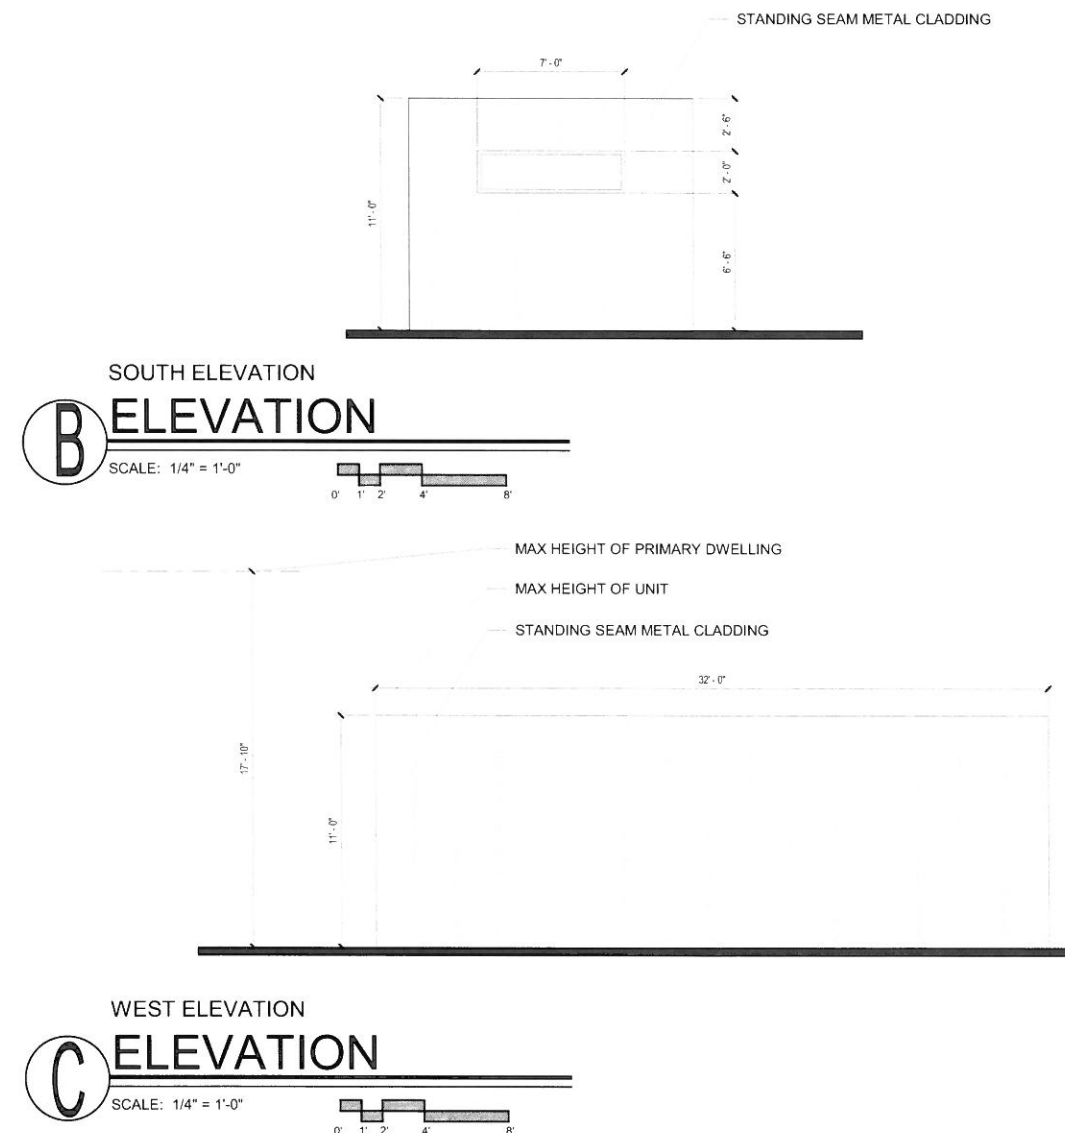 STANDING SEAM METAL CLADDING
7' - 0"
11' - 0"
2' - 6"
2' - 0"
6' - 6"
SOUTH ELEVATION
B
ELEVATION
SCALE: 1/4" = 1'-0"
0' 1' 2' 4' 8'
MAX HEIGHT OF PRIMARY DWELLING
MAX HEIGHT OF UNIT
STANDING SEAM METAL CLADDING
32' - 0"
17' - 10"
11' - 0"
WEST ELEVATION
C
ELEVATION
SCALE: 1/4" = 1'-0"
0' 1' 2' 4' 8'